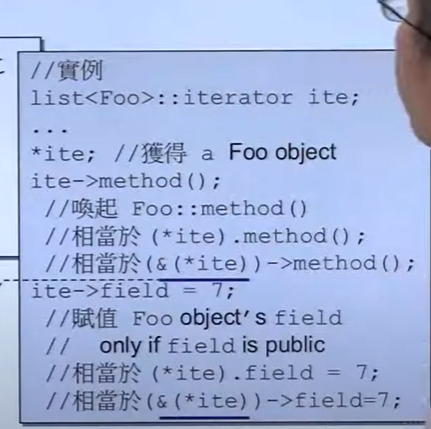 //實例
list<Foo>::iterator ite;
...
*ite; //獲得 a Foo object
ite->method();
//喚起 Foo::method()
//相當於 (*ite).method();
//相當於(&(*ite))->method();
ite->field = 7;
//賦值 Foo object's field
// only if field is public
//相當於 (*ite).field = 7;
//相當於(&(*ite))->field=7;